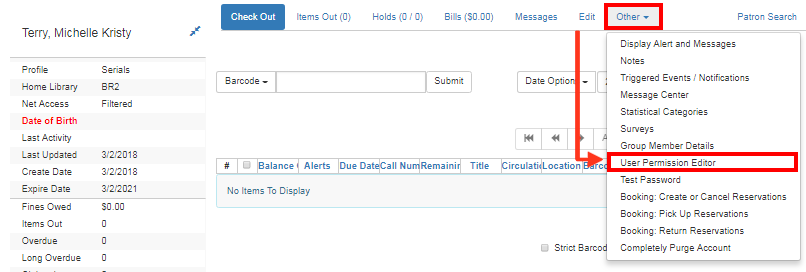 Terry, Michelle Kristy
Profile Serials
Home Library BR2
Net Access Filtered
Date of Birth
Last Activity
Last Updated 3/2/2018
Create Date 3/2/2018
Expire Date 3/2/2021
Fines Owed $0.00
Items Out 0
Overdue 0
Long Overdue 0
Check Out Items Out (0) Holds (0 / 0) Bills ($0.00) Messages Edit Other Patron Search
Barcode Submit Date Option
# Balance Alerts Due Date Call Num Remainin Title Circulati Location Barc
No Items To Display
Strict Barcod
Display Alert and Messages
Notes
Triggered Events / Notifications
Message Center
Statistical Categories
Surveys
Group Member Details
User Permission Editor
Test Password
Booking: Create or Cancel Reservations
Booking: Pick Up Reservations
Booking: Return Reservations
Completely Purge Account